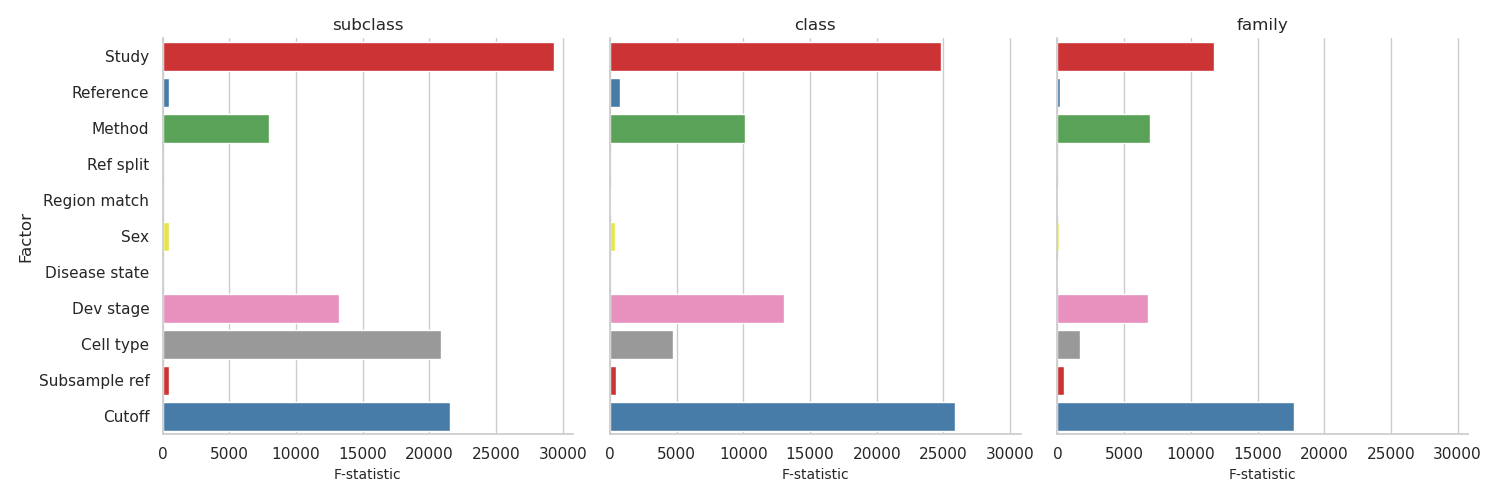 subclass
class
family
Factor
Study
Reference
Method
Ref split
Region match
Sex
Disease state
Dev stage
Cell type
Subsample ref
Cutoff
0 5000 10000 15000 20000 25000 30000
0 5000 10000 15000 20000 25000 30000
0 5000 10000 15000 20000 25000 30000
F-statistic
F-statistic
F-statistic